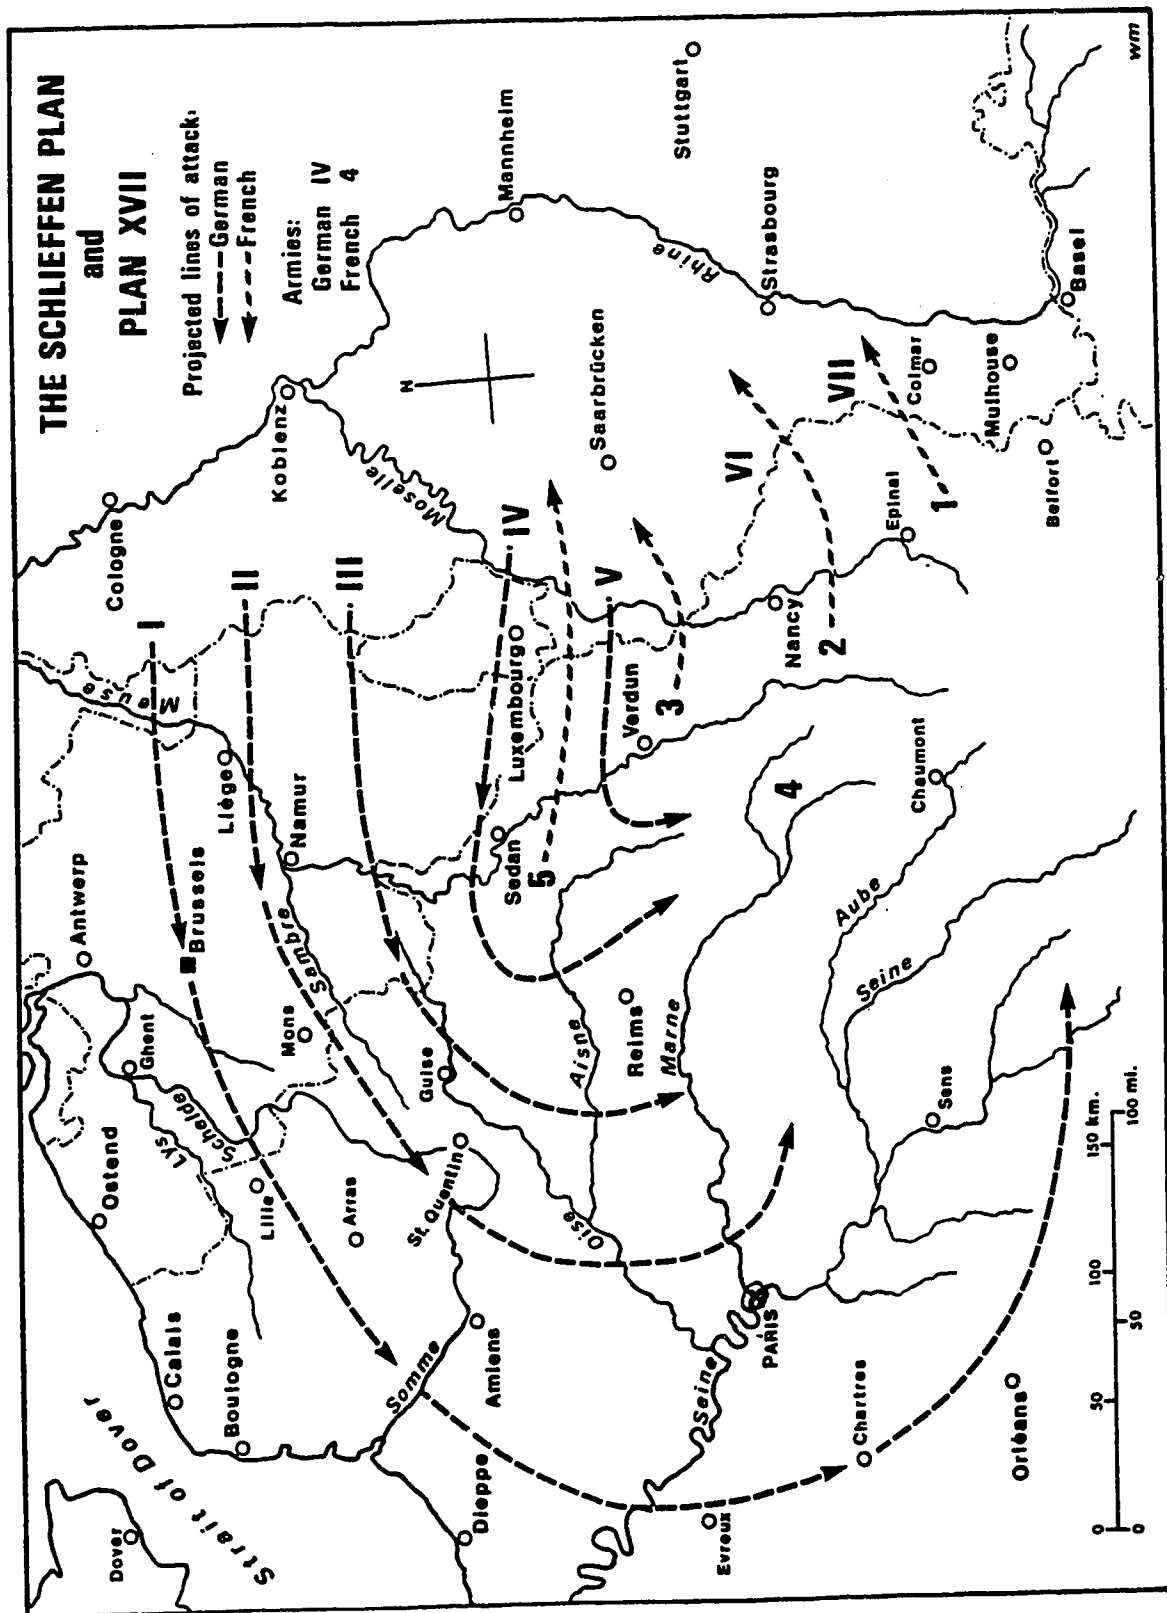 THE SCHLIEFFEN PLAN
and
PLAN XVII
Projected lines of attack:
German
French
Armies:
German IV
French 4
N
Strait of Dover
Dover
Calais
Boulogne
Dieppe
Ostend
Antwerp
Ghent
Lys
Schelde
Brussels
Lille
Mons
Arras
Meuse
Liège
Namur
Sambre
Cologne
Koblenz
Moselle
Mannheim
Rhine
Stuttgart
I
II
III
IV
V
VI
VII
Somme
Amiens
St. Quentin
Guise
Oise
Aisne
Sedan
Luxembourg
Saarbrücken
Verdun
Reims
Marne
5
3
4
2
1
Evreux
Seine
PARIS
Chartres
Orléans
Sens
Seine
Aube
Chaumont
Nancy
Epinal
Strasbourg
Colmar
Mulhouse
Belfort
Basel
0 50 100 150 km.
0 50 100 mi.
wm